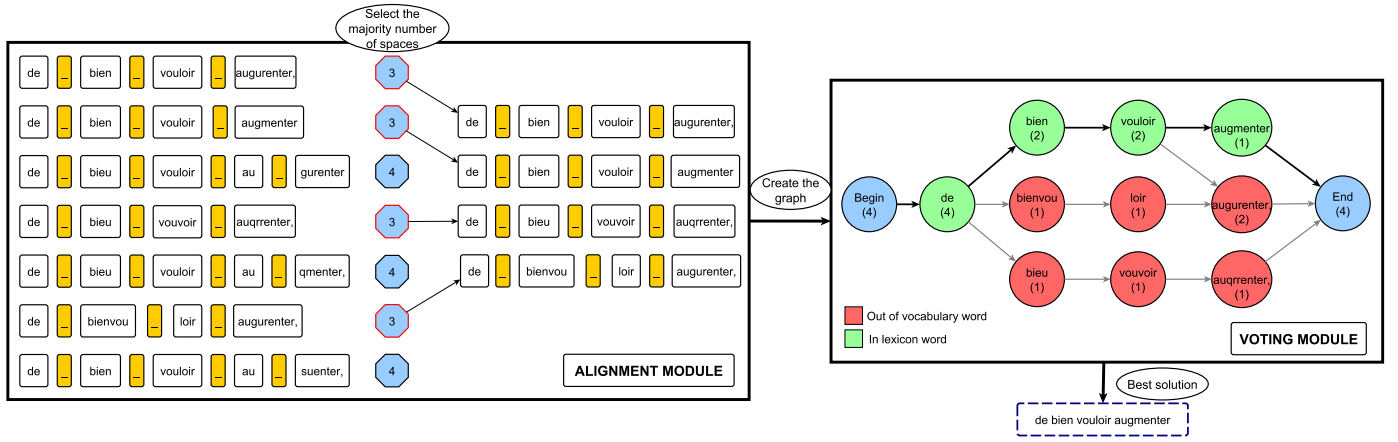 Select the
majority number
of spaces
de _ bien _ vouloir _ augurenter,
3
de _ bien _ vouloir _ augmenter
3
de _ bieu _ vouloir _ au _ gurenter
4
de _ bieu _ vouvoir _ auqrrenter,
3
de _ bieu _ vouloir _ au _ qmenter,
4
de _ bienvou _ loir _ augurenter,
3
de _ bien _ vouloir _ au _ suenter,
4
de _ bien _ vouloir _ augurenter,
de _ bien _ vouloir _ augmenter
de _ bieu _ vouvoir _ auqrrenter,
de _ bienvou _ loir _ augurenter,
ALIGNMENT MODULE
Create the
graph
Begin
(4)
de
(4)
bien
(2)
vouloir
(2)
augmenter
(1)
bienvou
(1)
loir
(1)
augurenter,
(2)
bieu
(1)
vouvoir
(1)
auqrrenter,
(1)
End
(4)
Out of vocabulary word
In lexicon word
VOTING MODULE
Best solution
de bien vouloir augmenter